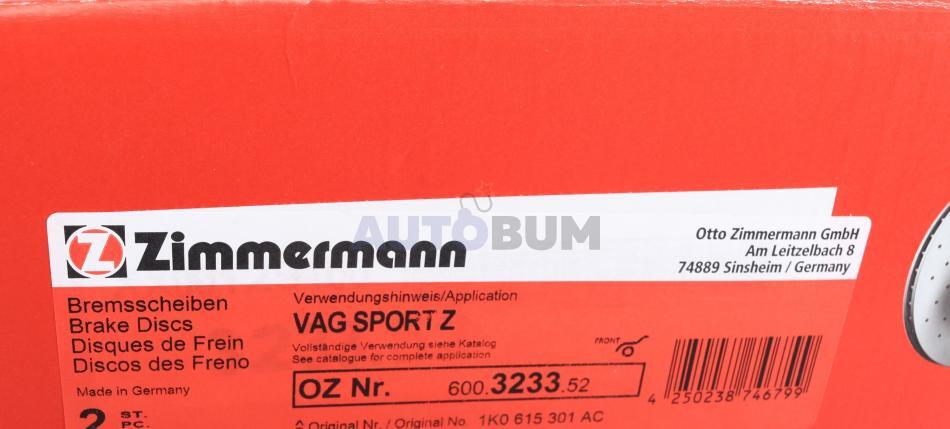 AUTOBUM
Z Zimmermann
Otto Zimmermann GmbH
Am Leitzelbach 8
74889 Sinsheim / Germany
Bremsscheiben
Brake Discs
Disques de Frein
Discos des Freno
Made in Germany
2 ST.
PC.
Verwendungshinweis/Application
VAG SPORT Z
Vollständige Verwendung siehe Katalog
See catalogue for complete application
FRONT
OZ Nr. 600.3233.52
Original Nr. / Original No. 1K0 615 301 AC
4 250238 746799